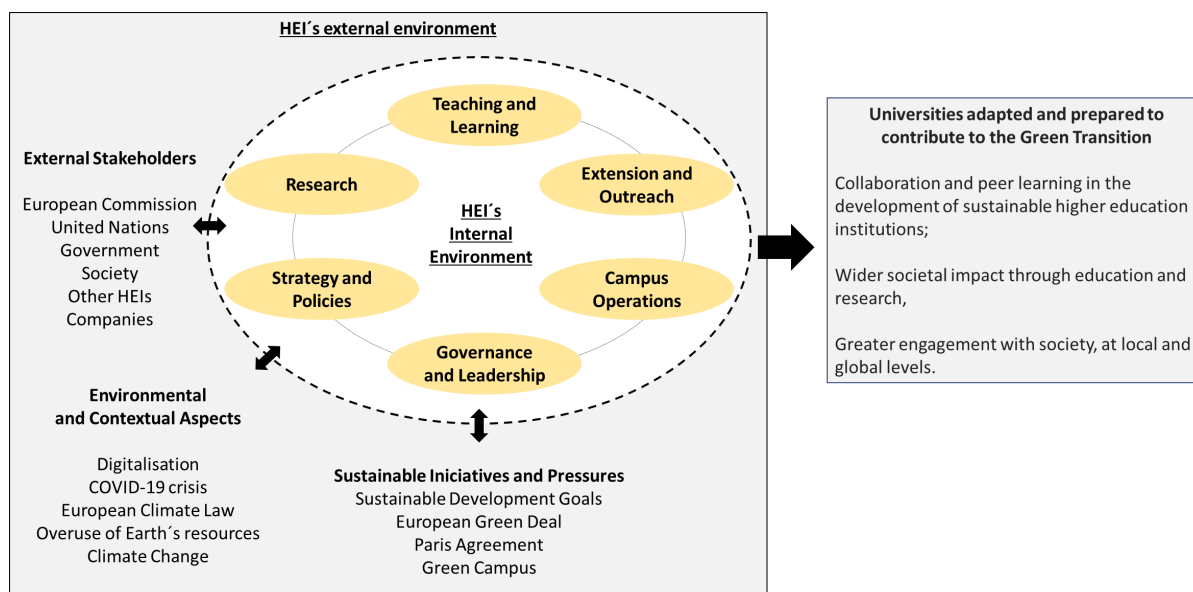 HEI´s external environment
Teaching and
Learning
Research
Extension and
Outreach
HEI´s
Internal
Environment
Strategy and
Policies
Campus
Operations
Governance
and Leadership
External Stakeholders
European Commission
United Nations
Government
Society
Other HEIs
Companies
Environmental
and Contextual Aspects
Digitalisation
COVID-19 crisis
European Climate Law
Overuse of Earth´s resources
Climate Change
Sustainable Iniciatives and Pressures
Sustainable Development Goals
European Green Deal
Paris Agreement
Green Campus
Universities adapted and prepared to
contribute to the Green Transition
Collaboration and peer learning in the
development of sustainable higher education
institutions;
Wider societal impact through education and
research,
Greater engagement with society, at local and
global levels.